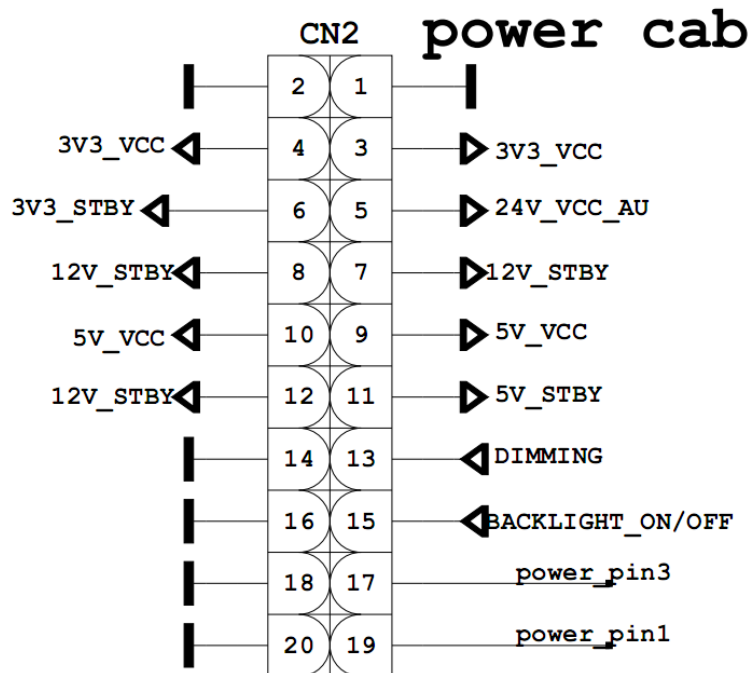 CN2 power cab
2 1
3V3_VCC 4 3 3V3_VCC
3V3_STBY 6 5 24V_VCC_AU
12V_STBY 8 7 12V_STBY
5V_VCC 10 9 5V_VCC
12V_STBY 12 11 5V_STBY
14 13 DIMMING
16 15 BACKLIGHT_ON/OFF
18 17 power_pin3
20 19 power_pin1